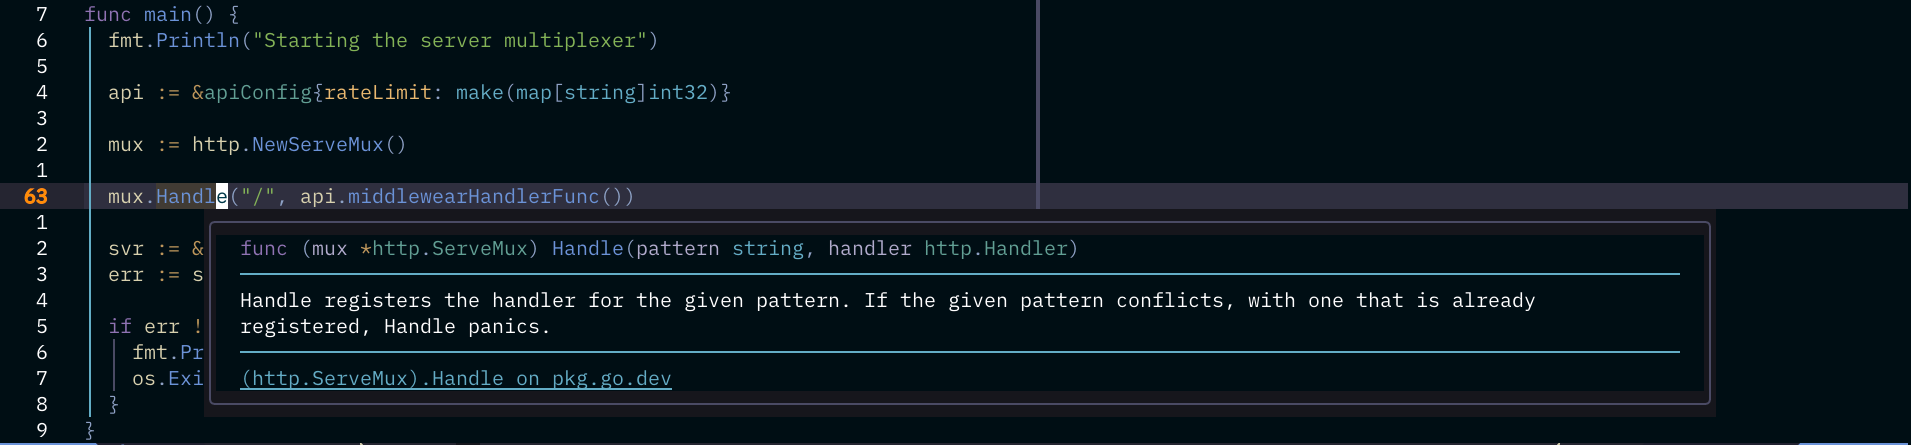 7 func main() {
6 fmt.Println("Starting the server multiplexer")
5
4 api := &apiConfig{rateLimit: make(map[string]int32)}
3
2 mux := http.NewServeMux()
1
63 mux.Handle("/", api.middlewearHandlerFunc())
1
2 svr := &
func (mux *http.ServeMux) Handle(pattern string, handler http.Handler)
3 err := s
4
Handle registers the handler for the given pattern. If the given pattern conflicts, with one that is already
5 if err !
registered, Handle panics.
6 fmt.Pr
7 os.Exi
(http.ServeMux).Handle on pkg.go.dev
8 }
9 }